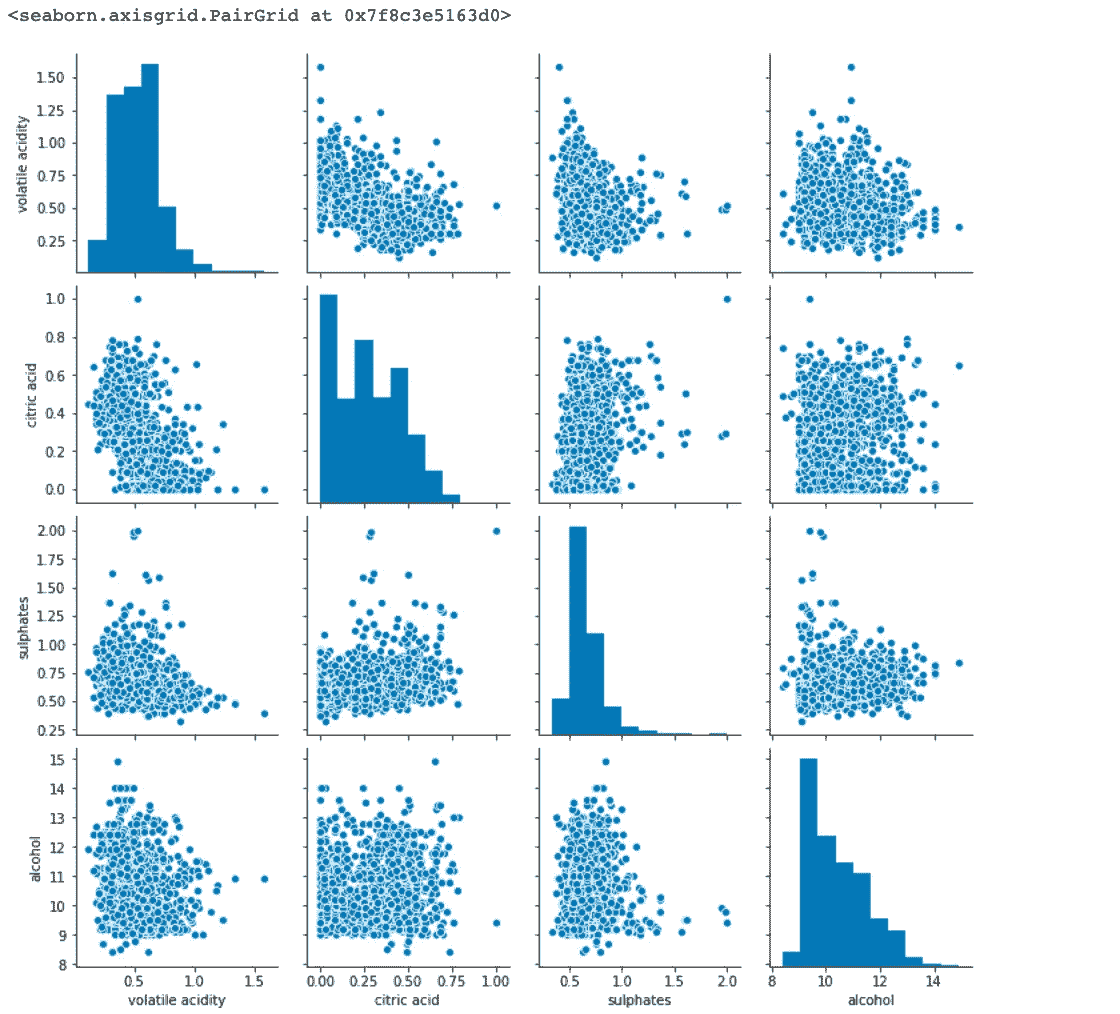 <seaborn.axisgrid.PairGrid at 0x7f8c3e5163d0>
1.50
1.25
1.00
0.75
0.50
0.25
volatile acidity
1.0
0.8
0.6
0.4
0.2
0.0
citric acid
2.00
1.75
1.50
1.25
1.00
0.75
0.50
0.25
sulphates
15
14
13
12
11
10
9
8
alcohol
0.5 1.0 1.5
volatile acidity
0.00 0.25 0.50 0.75 1.00
citric acid
0.5 1.0 1.5 2.0
sulphates
8 10 12 14
alcohol